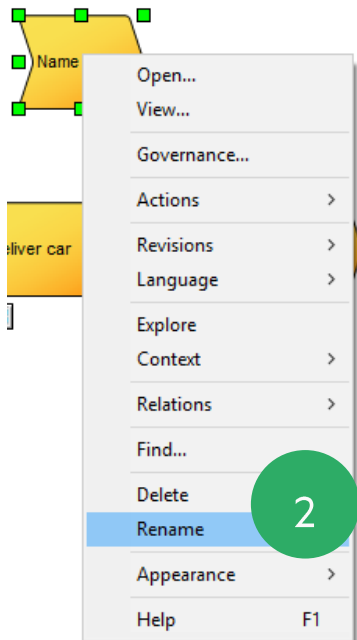 Name
Open...
View...
Governance...
Actions >
eliver car
Revisions >
Language >
Explore
Context >
Relations >
Find...
Delete
Rename
2
Appearance >
Help F1